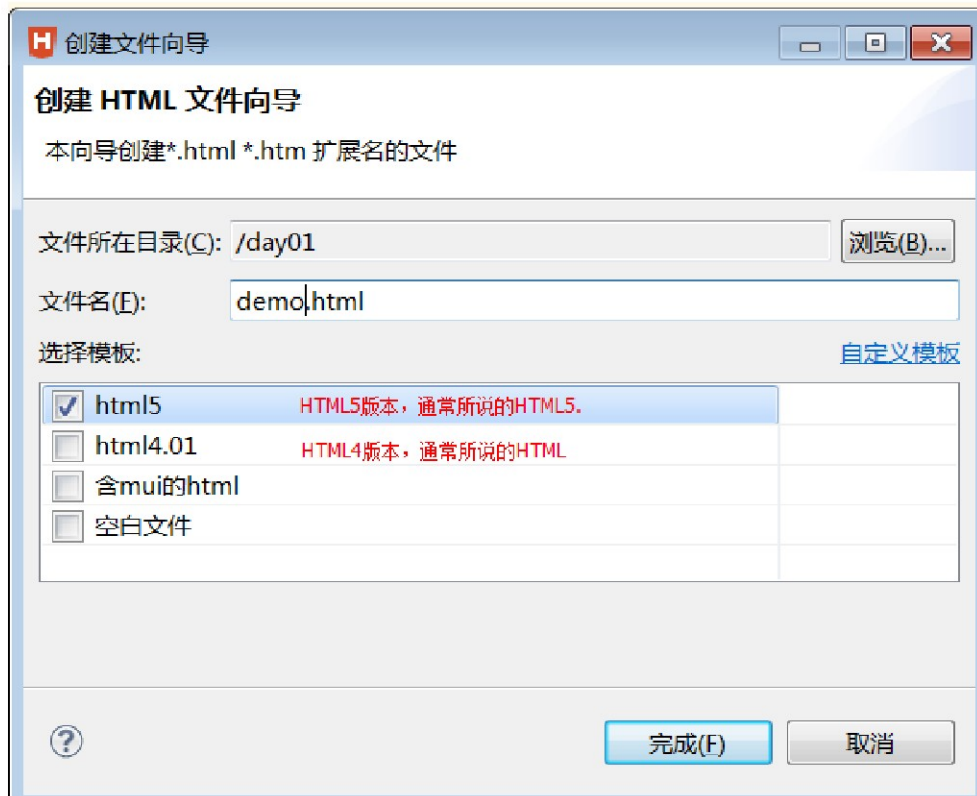 H 创建文件向导
创建 HTML 文件向导
本向导创建*.html *.htm 扩展名的文件
文件所在目录(C): /day01 浏览(B)...
文件名(F): demo.html
选择模板: 自定义模板
html5 HTML5版本，通常所说的HTML5.
html4.01 HTML4版本，通常所说的HTML
含mui的html
空白文件
? 完成(F) 取消